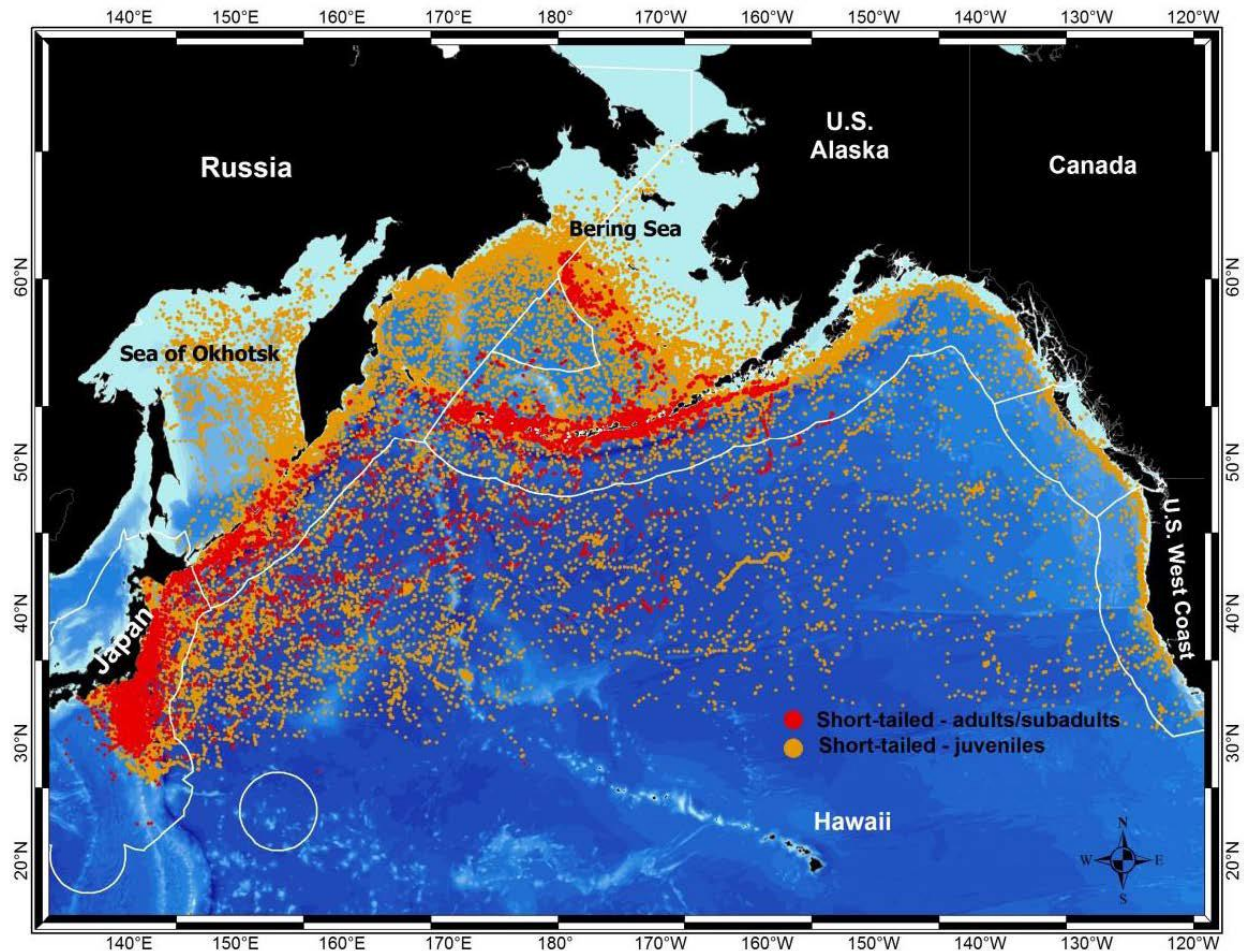 140°E 150°E 160°E 170°E 180° 170°W 160°W 150°W 140°W 130°W 120°W
U.S.
Alaska
Russia
Canada
Bering Sea
60°N
60°N
Sea of Okhotsk
50°N
50°N
U.S. West Coast
40°N
40°N
Japan
Short-tailed - adults/subadults
Short-tailed - juveniles
30°N
30°N
Hawaii
N
W E
S
20°N
20°N
140°E 150°E 160°E 170°E 180° 170°W 160°W 150°W 140°W 130°W 120°W